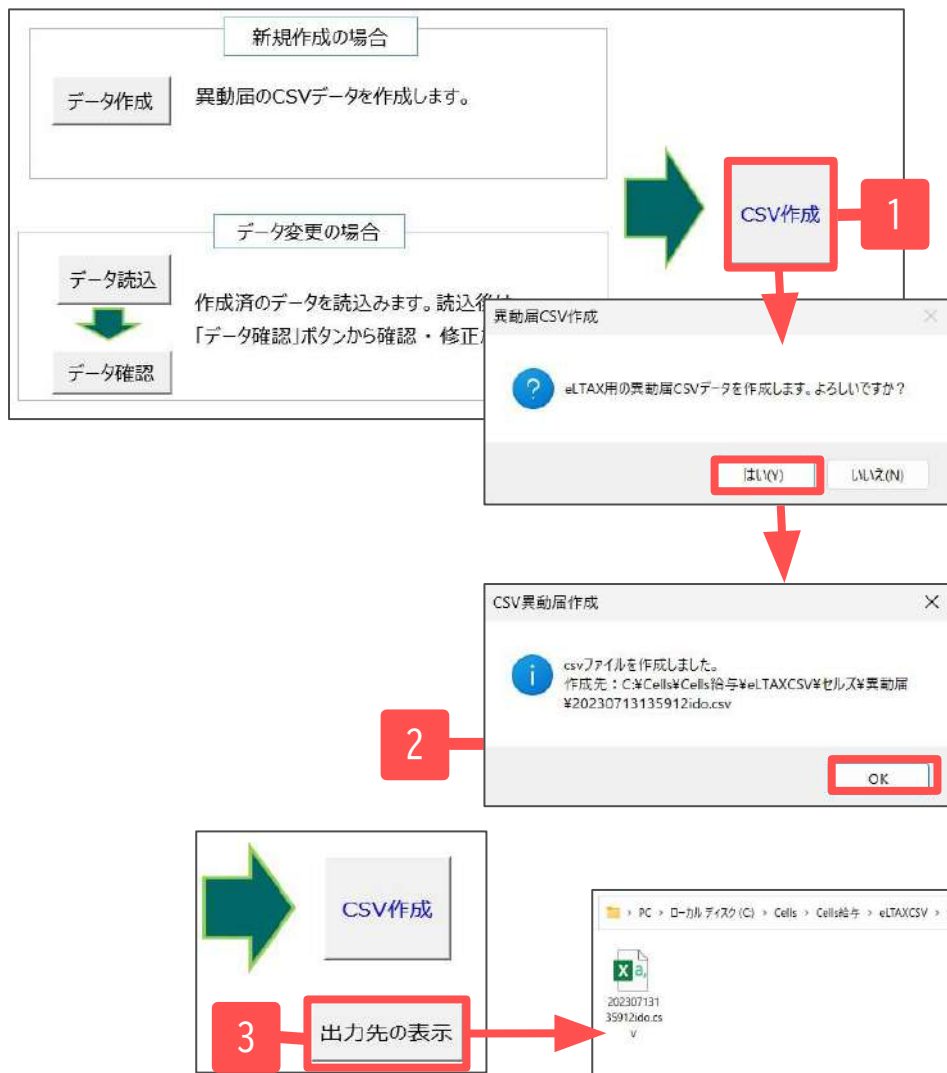 新規作成の場合
データ作成
異動届のCSVデータを作成します。
CSV作成
1
データ変更の場合
データ読込
作成済のデータを読込みます。読込後は
「データ確認」ボタンから確認・修正
データ確認
異動届CSV作成
eLTAX用の異動届CSVデータを作成します。よろしいですか？
はい(Y)
いいえ(N)
CSV異動届作成
csvファイルを作成しました。
作成先：C:¥Cells¥Cells給与¥eLTAXCSV¥セルズ¥異動届
¥20230713135912ido.csv
2
OK
CSV作成
3
出力先の表示
› PC › ローカル ディスク (C) › Cells › Cells給与 › eLTAXCSV ›
202307131
35912ido.cs
v